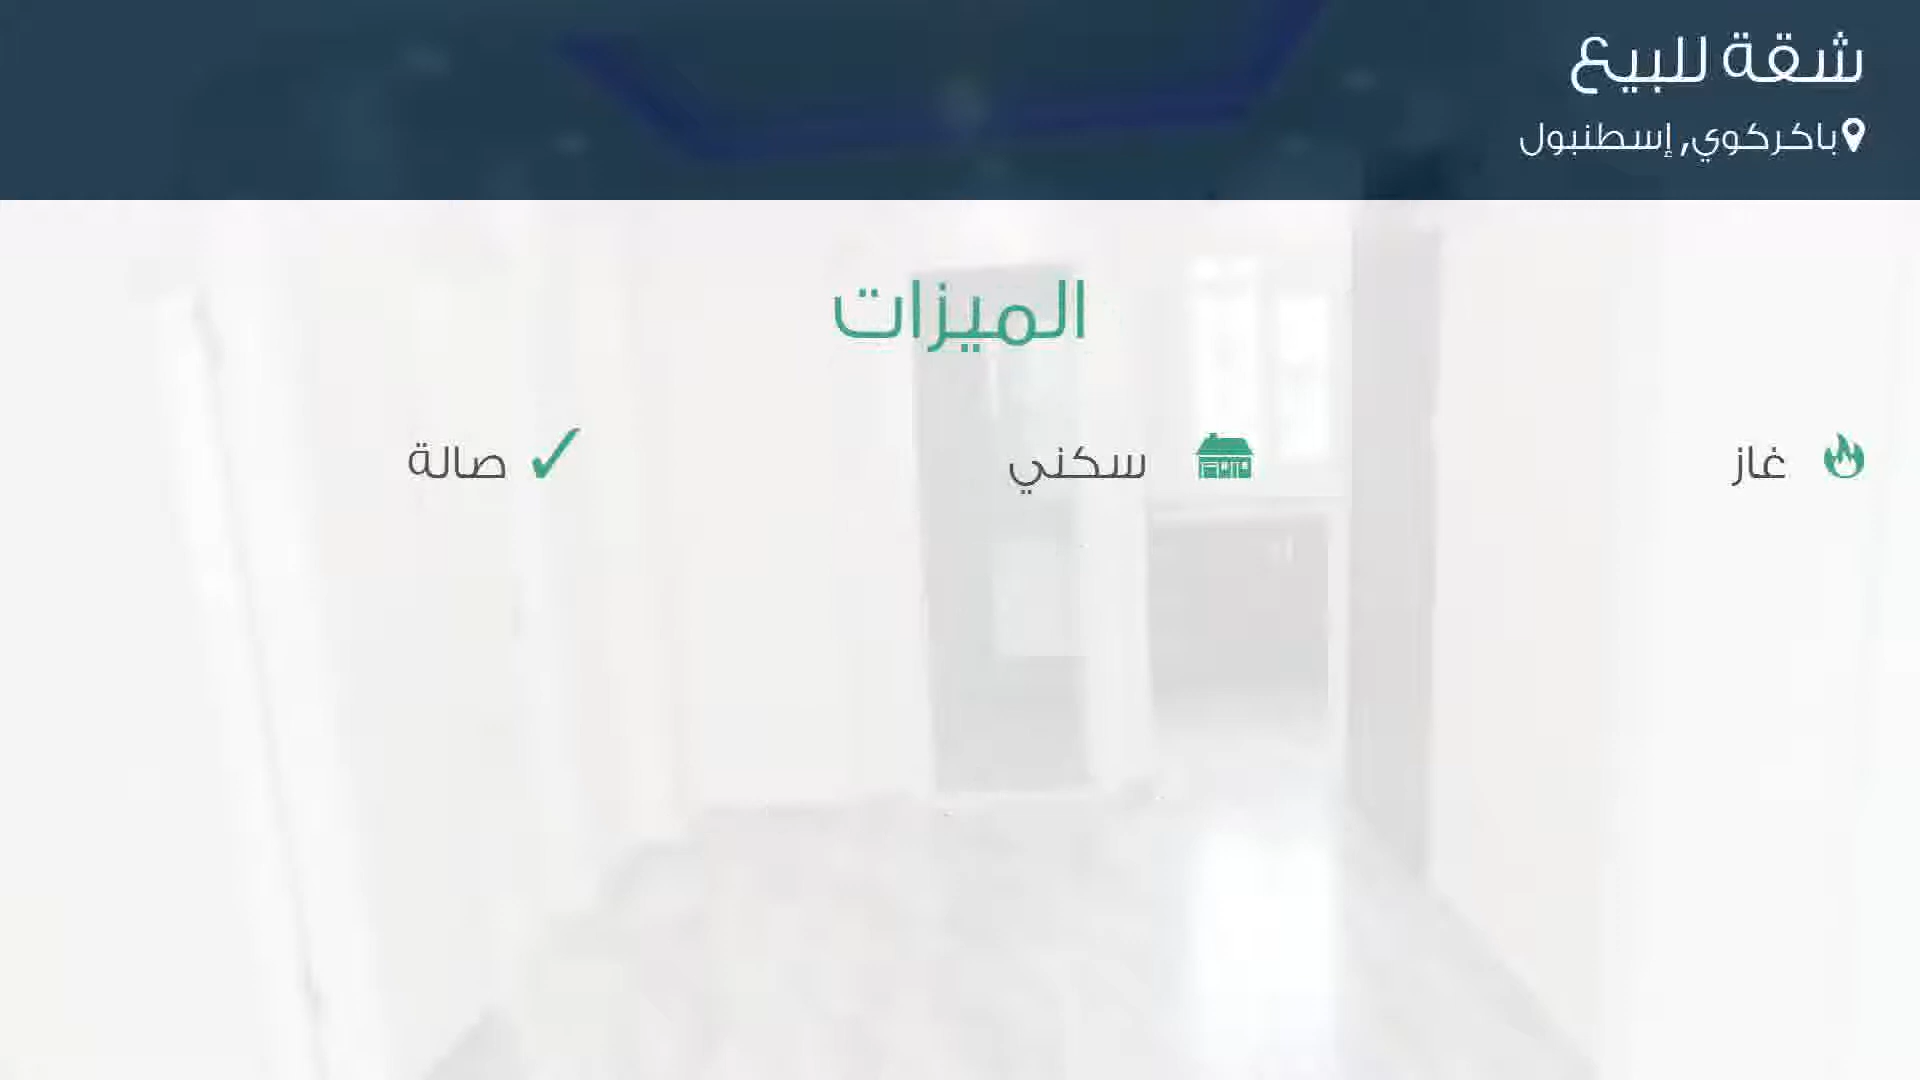 شقة للبيع
باكركوي, إسطنبول
الميزات
غاز
سكني
صالة